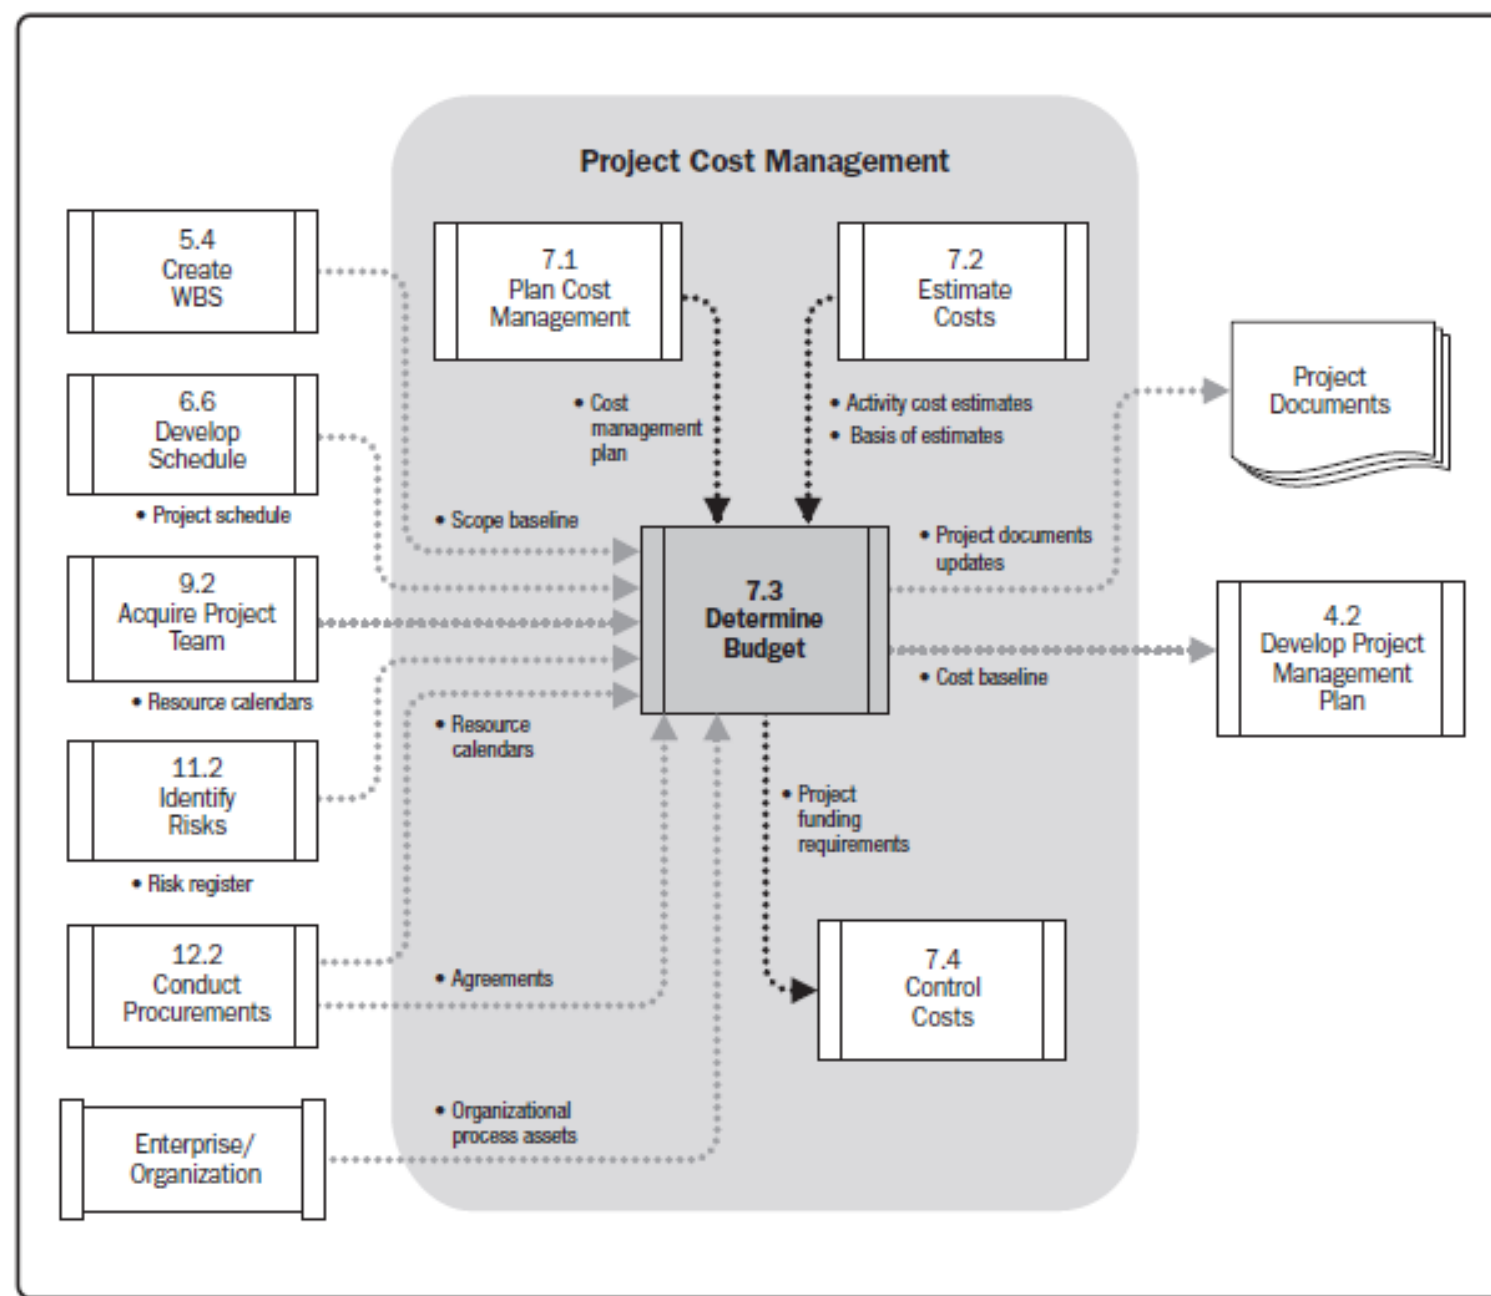 Project Cost Management
5.4
Create
WBS
7.1
Plan Cost
Management
7.2
Estimate
Costs
6.6
Develop
Schedule
• Project schedule
• Cost
management
plan
• Activity cost estimates
• Basis of estimates
Project
Documents
• Scope baseline
• Project documents
updates
9.2
Acquire Project
Team
• Resource calendars
7.3
Determine
Budget
4.2
Develop Project
Management
Plan
• Cost baseline
• Resource
calendars
11.2
Identify
Risks
• Risk register
• Project
funding
requirements
12.2
Conduct
Procurements
• Agreements
7.4
Control
Costs
• Organizational
process assets
Enterprise/
Organization